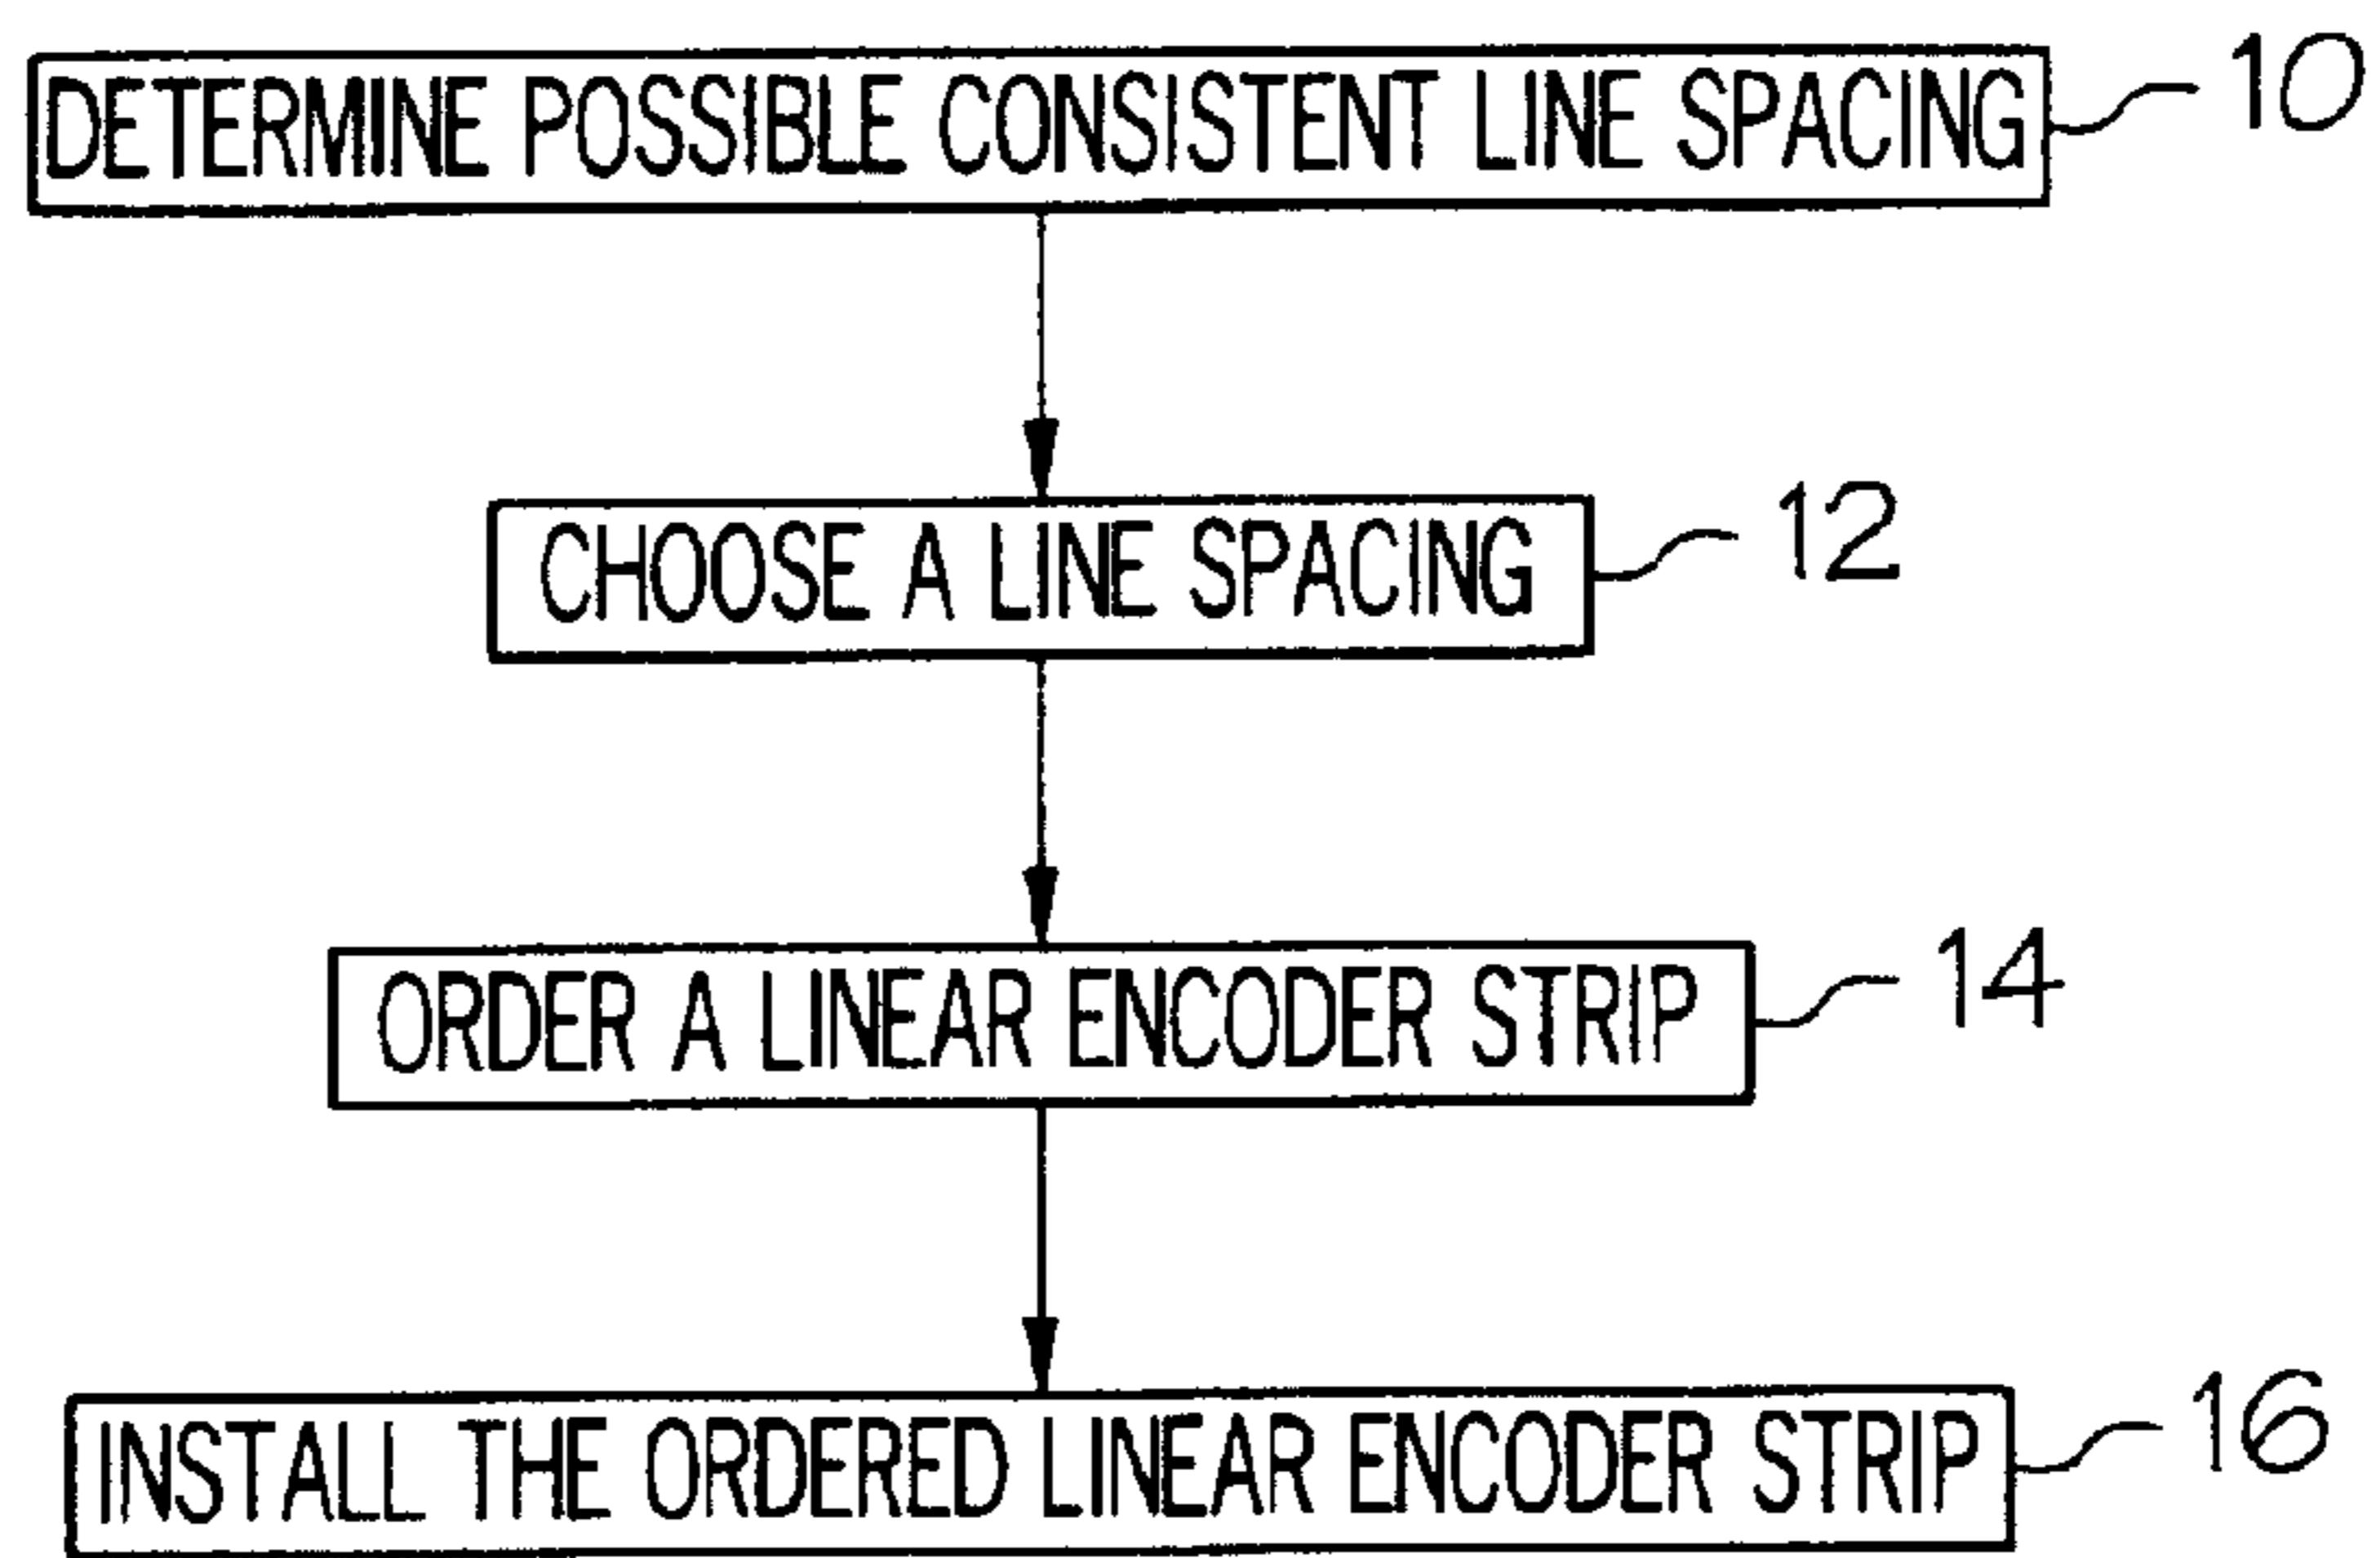 DETERMINE POSSIBLE CONSISTENT LINE SPACING 10
CHOOSE A LINE SPACING 12
ORDER A LINEAR ENCODER STRIP 14
INSTALL THE ORDERED LINEAR ENCODER STRIP 16